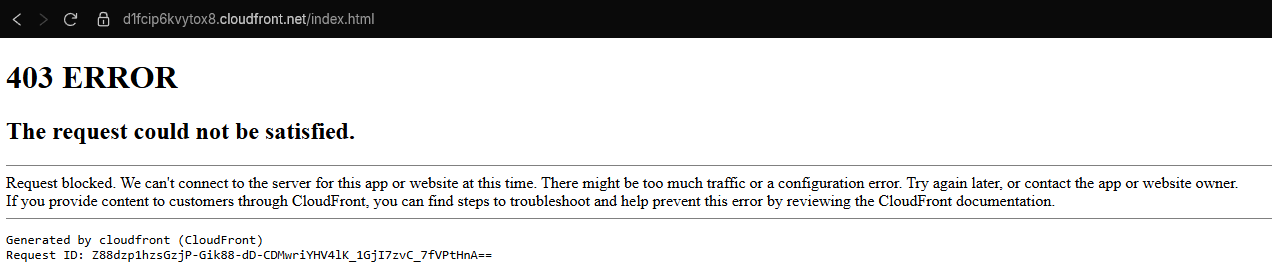 d1fcip6kvytox8.cloudfront.net/index.html
403 ERROR
The request could not be satisfied.
Request blocked. We can't connect to the server for this app or website at this time. There might be too much traffic or a configuration error. Try again later, or contact the app or website owner.
If you provide content to customers through CloudFront, you can find steps to troubleshoot and help prevent this error by reviewing the CloudFront documentation.
Generated by cloudfront (CloudFront)
Request ID: Z88dzp1hzsGzjP-Gik88-dD-CDMwriYHV4lK_1GjI7zvC_7fVPtHnA==